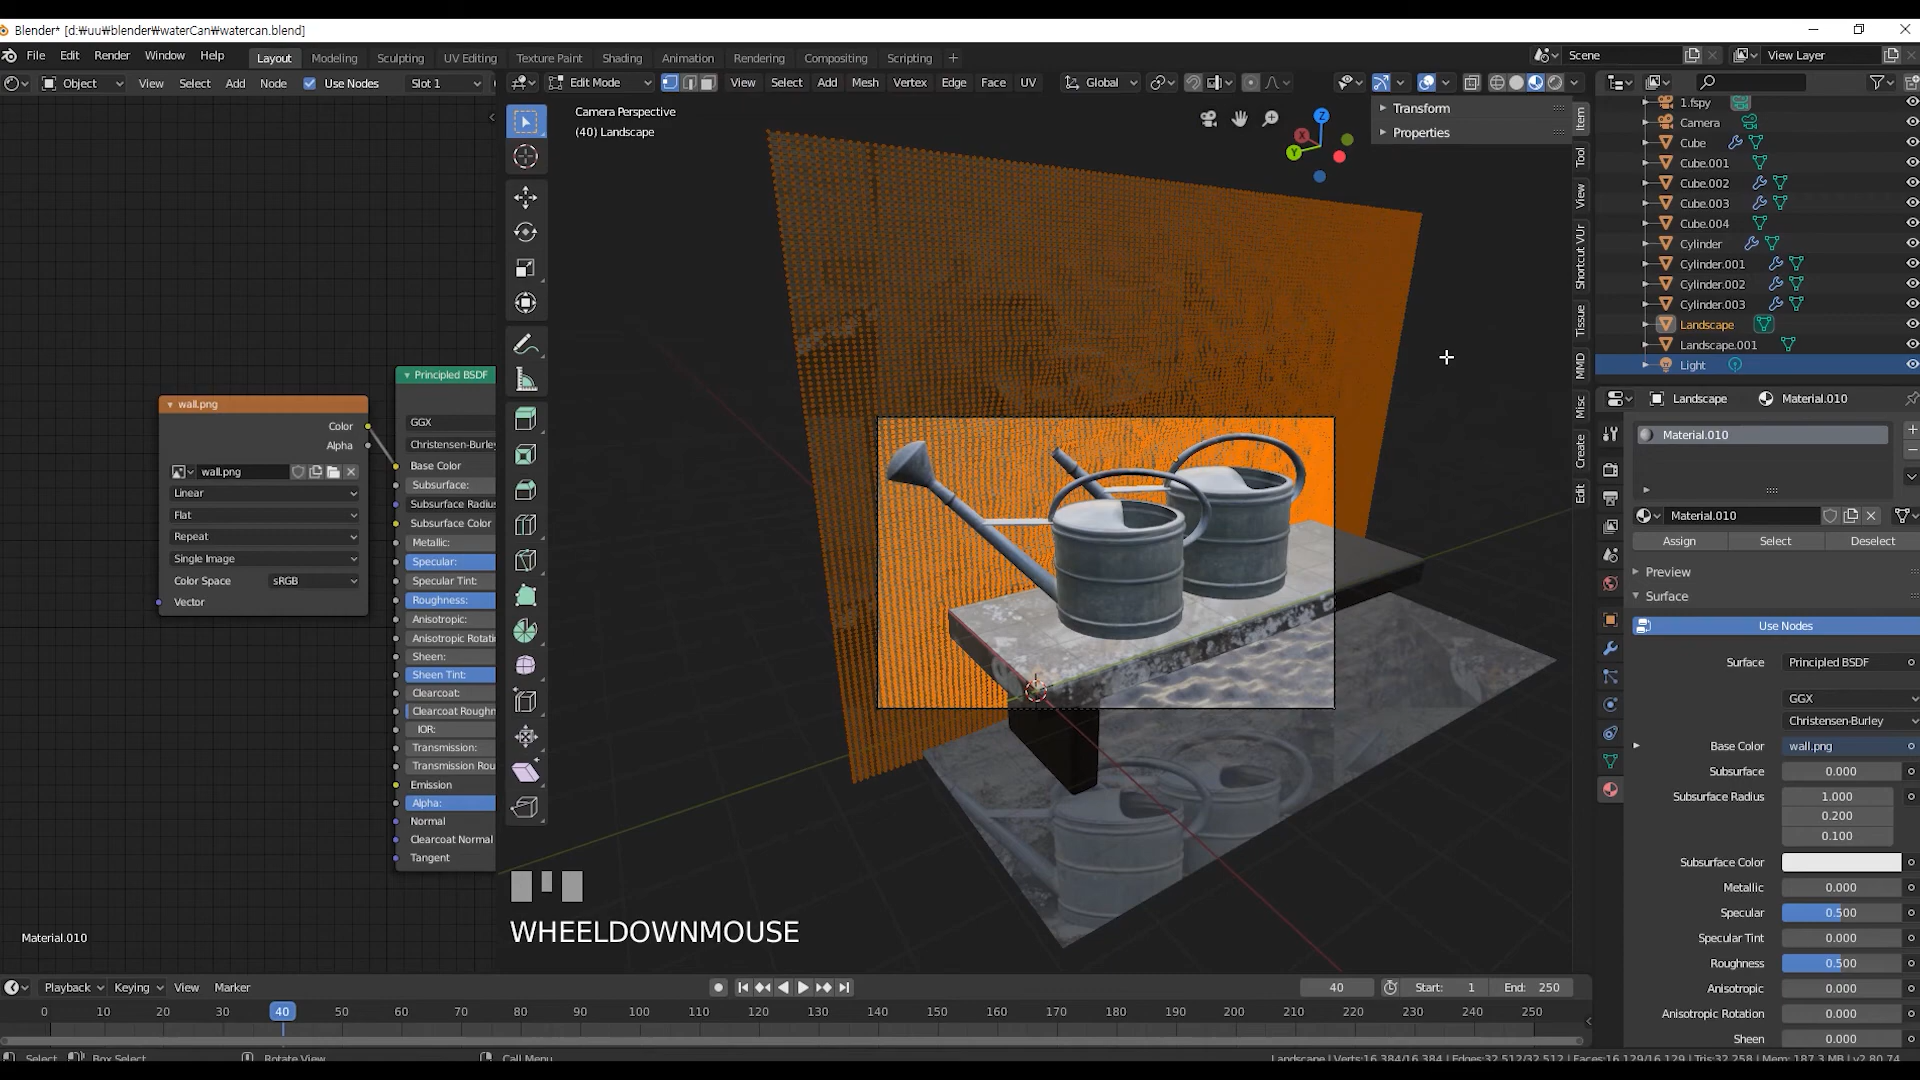 Blender* [d:₩uu₩blender₩waterCan₩watercan.blend]
File Edit Render Window Help Layout Modeling Sculpting UV Editing Texture Paint Shading Animation Rendering Compositing Scripting + Scene View Layer
Object View Select Add Node Use Nodes Slot 1 Edit Mode View Select Add Mesh Vertex Edge Face UV Global
Camera Perspective
(40) Landscape
Transform
Properties
Z
X
Y
Item
Tool
View
Shortcut VUr
Tissue
MMD
Misc
Create
Edit
1.fspy
Camera
Cube
Cube.001
Cube.002
Cube.003
Cube.004
Cylinder
Cylinder.001
Cylinder.002
Cylinder.003
Landscape
Landscape.001
Light
wall.png
Color
Alpha
wall.png
Linear
Flat
Repeat
Single Image
Color Space sRGB
Vector
Principled BSDF
GGX
Christensen-Burley
Base Color
Subsurface:
Subsurface Radius
Subsurface Color
Metallic:
Specular:
Specular Tint:
Roughness:
Anisotropic:
Anisotropic Rotati
Sheen:
Sheen Tint:
Clearcoat:
Clearcoat Roughn
IOR:
Transmission:
Transmission Rou
Emission
Alpha:
Normal
Clearcoat Normal
Tangent
Material.010
WHEELDOWNMOUSE
Landscape Material.010
Material.010
Material.010
Assign Select Deselect
Preview
Surface
Use Nodes
Surface Principled BSDF
GGX
Christensen-Burley
Base Color wall.png
Subsurface 0.000
Subsurface Radius 1.000
0.200
0.100
Subsurface Color
Metallic 0.000
Specular 0.500
Specular Tint 0.000
Roughness 0.500
Anisotropic 0.000
Anisotropic Rotation 0.000
Sheen 0.000
Playback Keying View Marker 40 Start: 1 End: 250
0 10 20 30 40 50 60 70 80 90 100 110 120 130 140 150 160 170 180 190 200 210 220 230 240 250
Select Box Select Rotate View Call Menu Landscape | Verts:16,384/16,384 | Edges:32,512/32,512 | Faces:16,129/16,129 | Tris:32,258 | Mem: 187.3 MB | v2.80.74